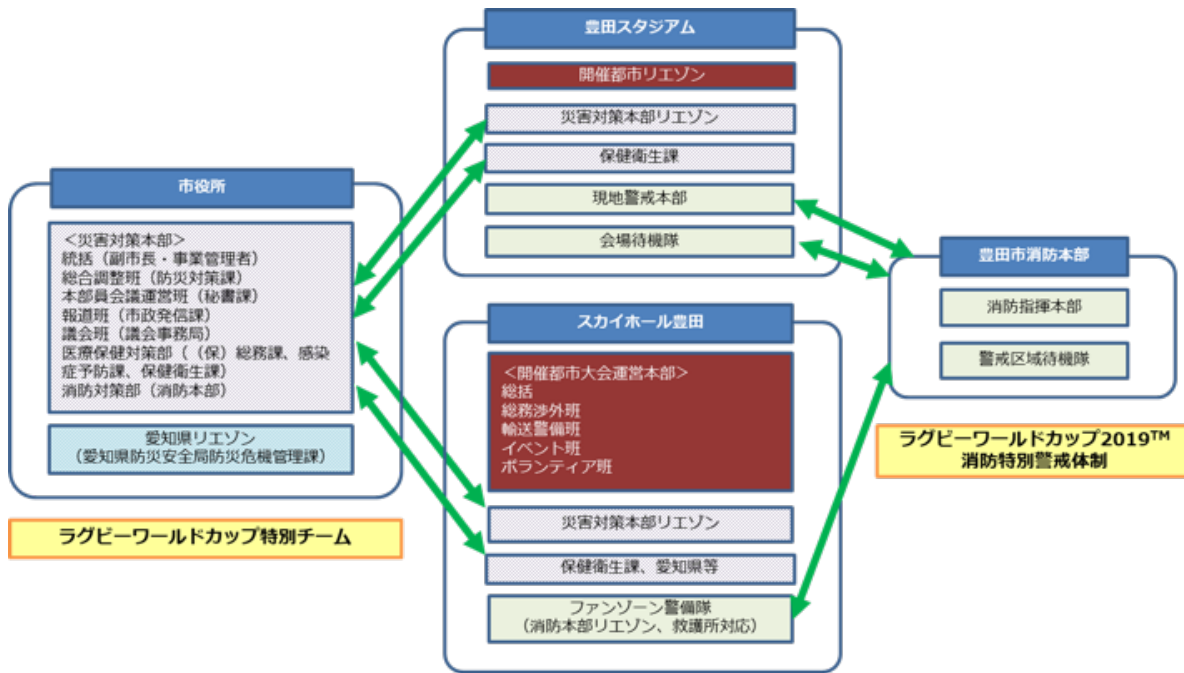 市役所
＜災害対策本部＞
統括（副市長・事業管理者）
総合調整班（防災対策課）
本部員会議運営班（秘書課）
報道班（市政発信課）
議会班（議会事務局）
医療保健対策部（（保）総務課、感染
症予防課、保健衛生課）
消防対策部（消防本部）
愛知県リエゾン
（愛知県防災安全局防災危機管理課）
ラグビーワールドカップ特別チーム
豊田スタジアム
開催都市リエゾン
災害対策本部リエゾン
保健衛生課
現地警戒本部
会場待機隊
スカイホール豊田
＜開催都市大会運営本部＞
総括
総務渉外班
輸送警備班
イベント班
ボランティア班
災害対策本部リエゾン
保健衛生課、愛知県等
ファンゾーン警備隊
（消防本部リエゾン、救護所対応）
豊田市消防本部
消防指揮本部
警戒区域待機隊
ラグビーワールドカップ2019™
消防特別警戒体制